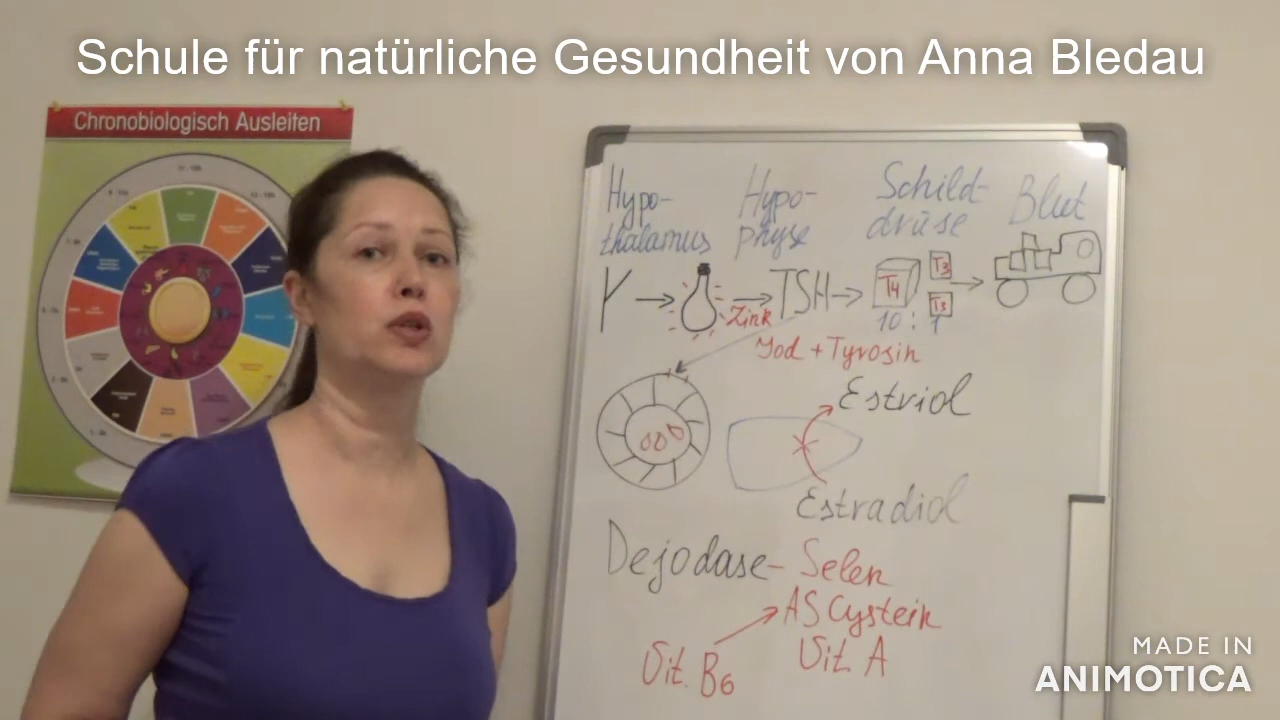 Schule für natürliche Gesundheit von Anna Bledau
Chronobiologisch Ausleiten
Hypo-
thalamus
Hypo-
physe
Schild-
drüse
Blut
Zink
TSH
T4
T3
T3
10 : 1
Jod + Tyrosin
Estriol
Estradiol
Dejodase - Selen
AS Cystein
Vit. B6
Vit. A
MADE IN
ANIMOTICA